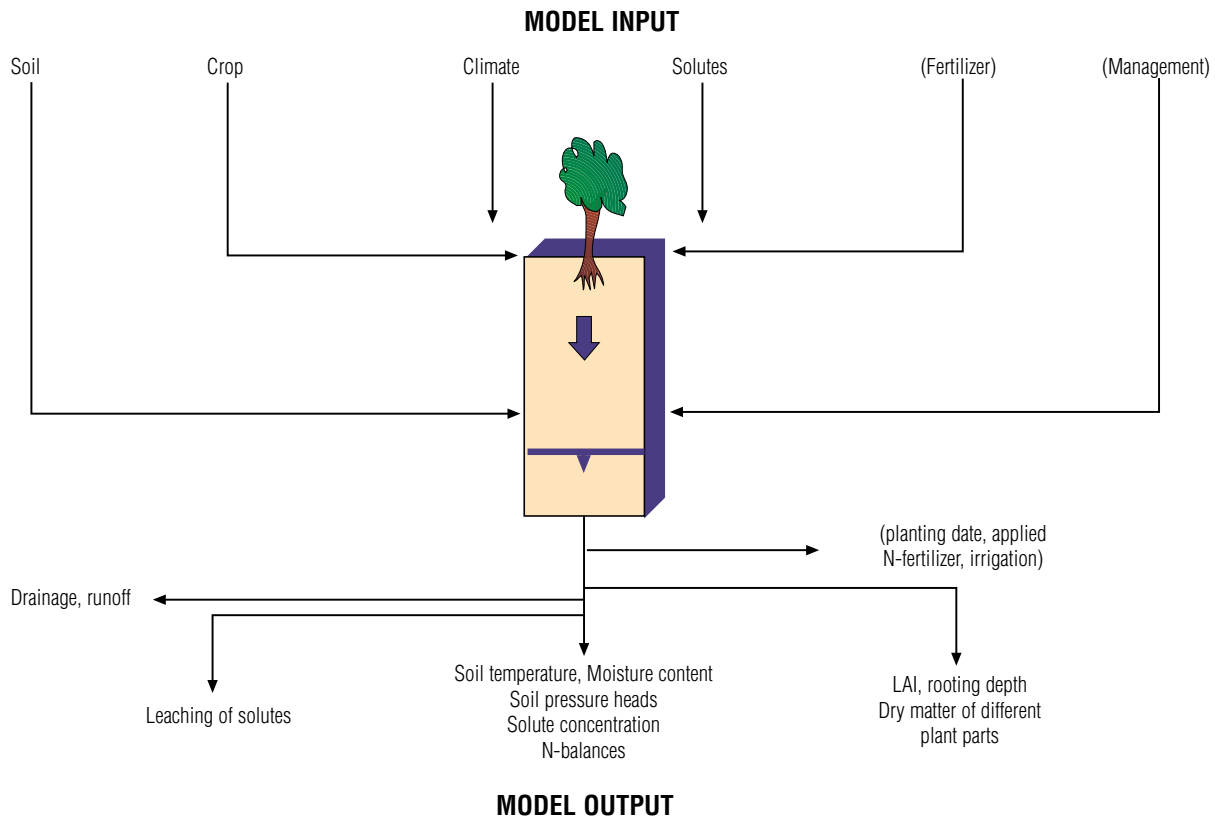 MODEL INPUT
Soil
Crop
Climate
Solutes
(Fertilizer)
(Management)
(planting date, applied
N-fertilizer, irrigation)
Drainage, runoff
Leaching of solutes
Soil temperature, Moisture content
Soil pressure heads
Solute concentration
N-balances
LAI, rooting depth
Dry matter of different
plant parts
MODEL OUTPUT